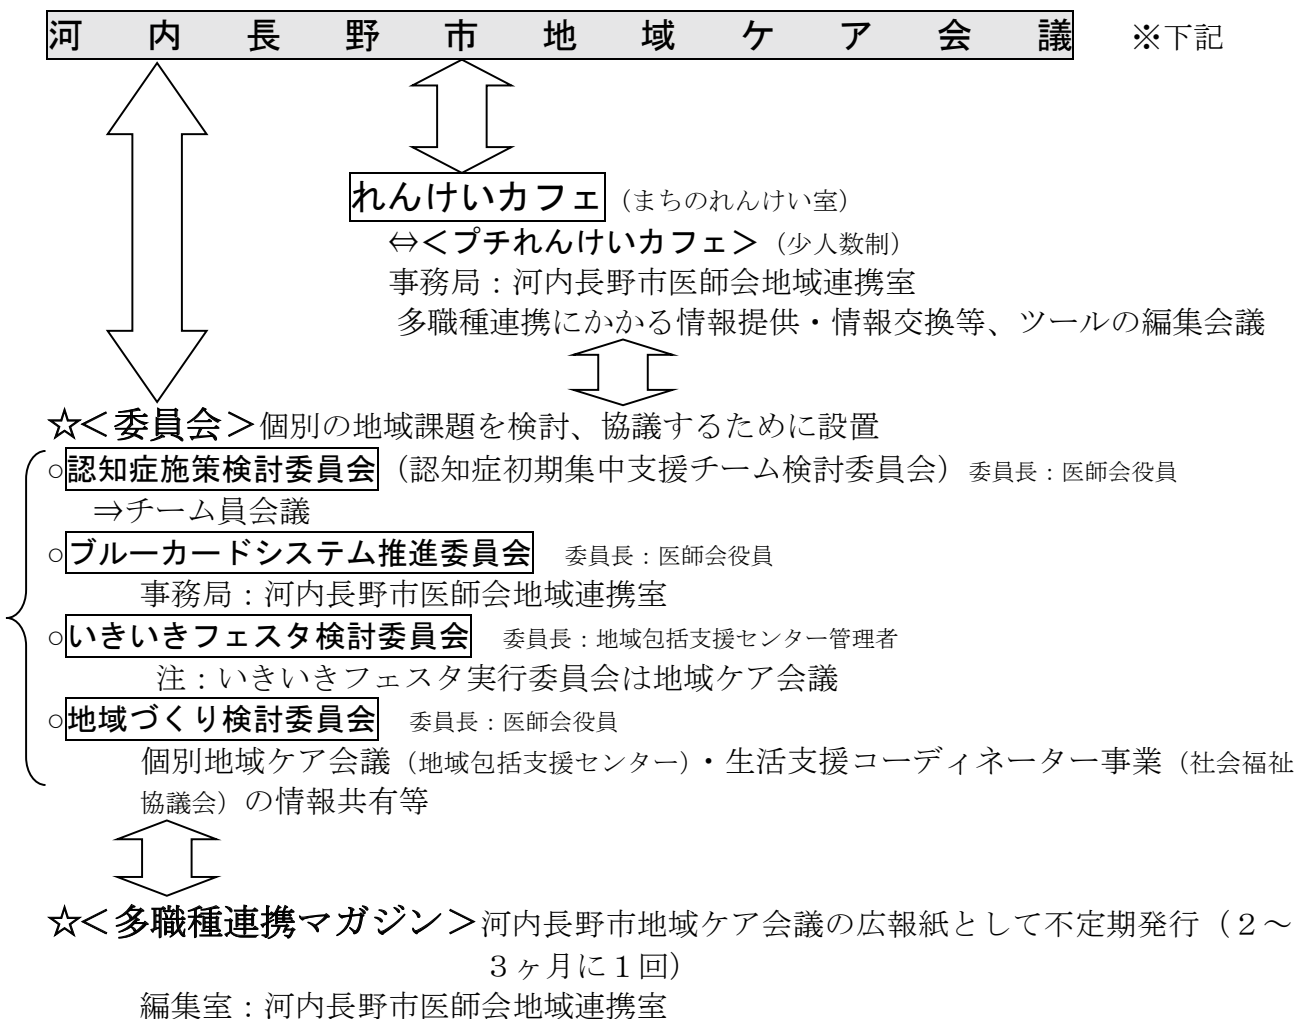 河内長野市地域ケア会議 ※下記
れんけいカフェ（まちのれんけい室）
⇔＜プチれんけいカフェ＞（少人数制）
事務局：河内長野市医師会地域連携室
多職種連携にかかる情報提供・情報交換等、ツールの編集会議
☆＜委員会＞個別の地域課題を検討、協議するために設置
○認知症施策検討委員会（認知症初期集中支援チーム検討委員会）委員長：医師会役員
⇒チーム員会議
○ブルーカードシステム推進委員会　委員長：医師会役員
事務局：河内長野市医師会地域連携室
○いきいきフェスタ検討委員会　委員長：地域包括支援センター管理者
注：いきいきフェスタ実行委員会は地域ケア会議
○地域づくり検討委員会　委員長：医師会役員
個別地域ケア会議（地域包括支援センター）・生活支援コーディネーター事業（社会福祉
協議会）の情報共有等
☆＜多職種連携マガジン＞河内長野市地域ケア会議の広報紙として不定期発行（２～
３ヶ月に１回）
編集室：河内長野市医師会地域連携室